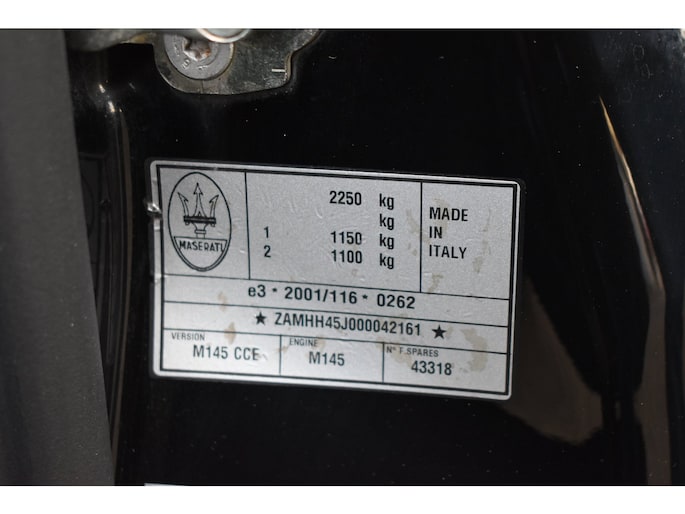 MASERATI
2250 kg
kg
1 1150 kg
2 1100 kg
MADE
IN
ITALY
e3 * 2001/116 * 0262
★ ZAMHH45J000042161 ★
VERSION
M145 CCE
ENGINE
M145
N° F.SPARES
43318